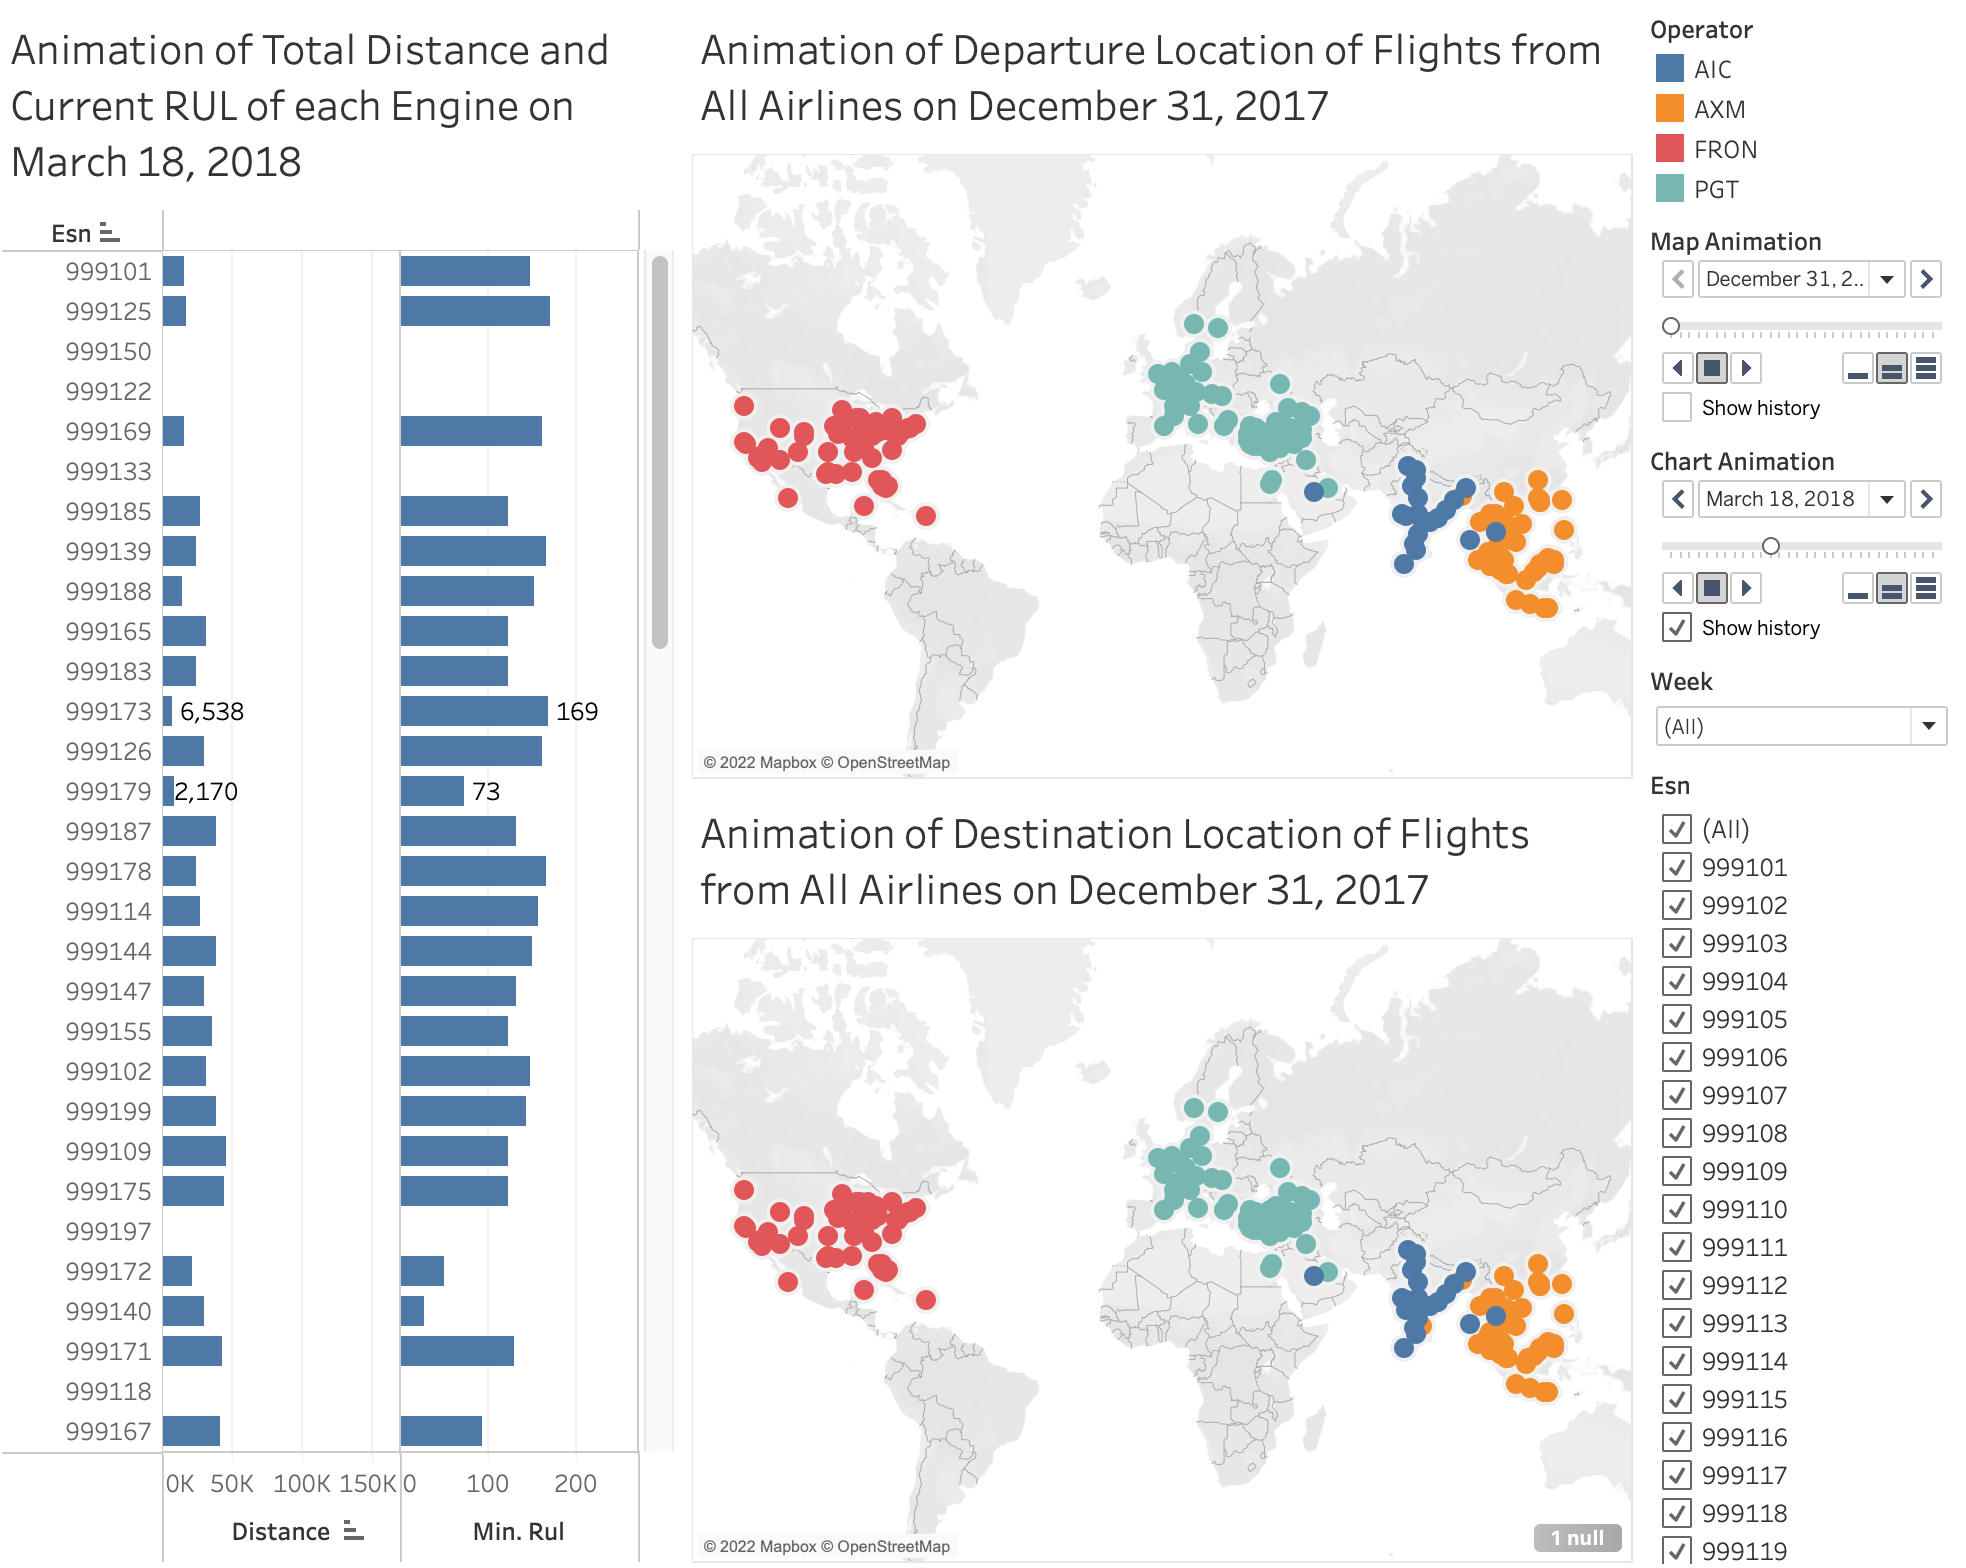 Animation of Total Distance and
Current RUL of each Engine on
March 18, 2018
Esn
999101
999125
999150
999122
999169
999133
999185
999139
999188
999165
999183
999173 6,538 169
999126
999179 2,170 73
999187
999178
999114
999144
999147
999155
999102
999199
999109
999175
999197
999172
999140
999171
999118
999167
0K 50K 100K 150K 0 100 200
Distance Min. Rul
Animation of Departure Location of Flights from
All Airlines on December 31, 2017
© 2022 Mapbox © OpenStreetMap
Animation of Destination Location of Flights
from All Airlines on December 31, 2017
© 2022 Mapbox © OpenStreetMap
1 null
Operator
AIC
AXM
FRON
PGT
Map Animation
December 31, 2..
Show history
Chart Animation
March 18, 2018
Show history
Week
(All)
Esn
(All)
999101
999102
999103
999104
999105
999106
999107
999108
999109
999110
999111
999112
999113
999114
999115
999116
999117
999118
999119